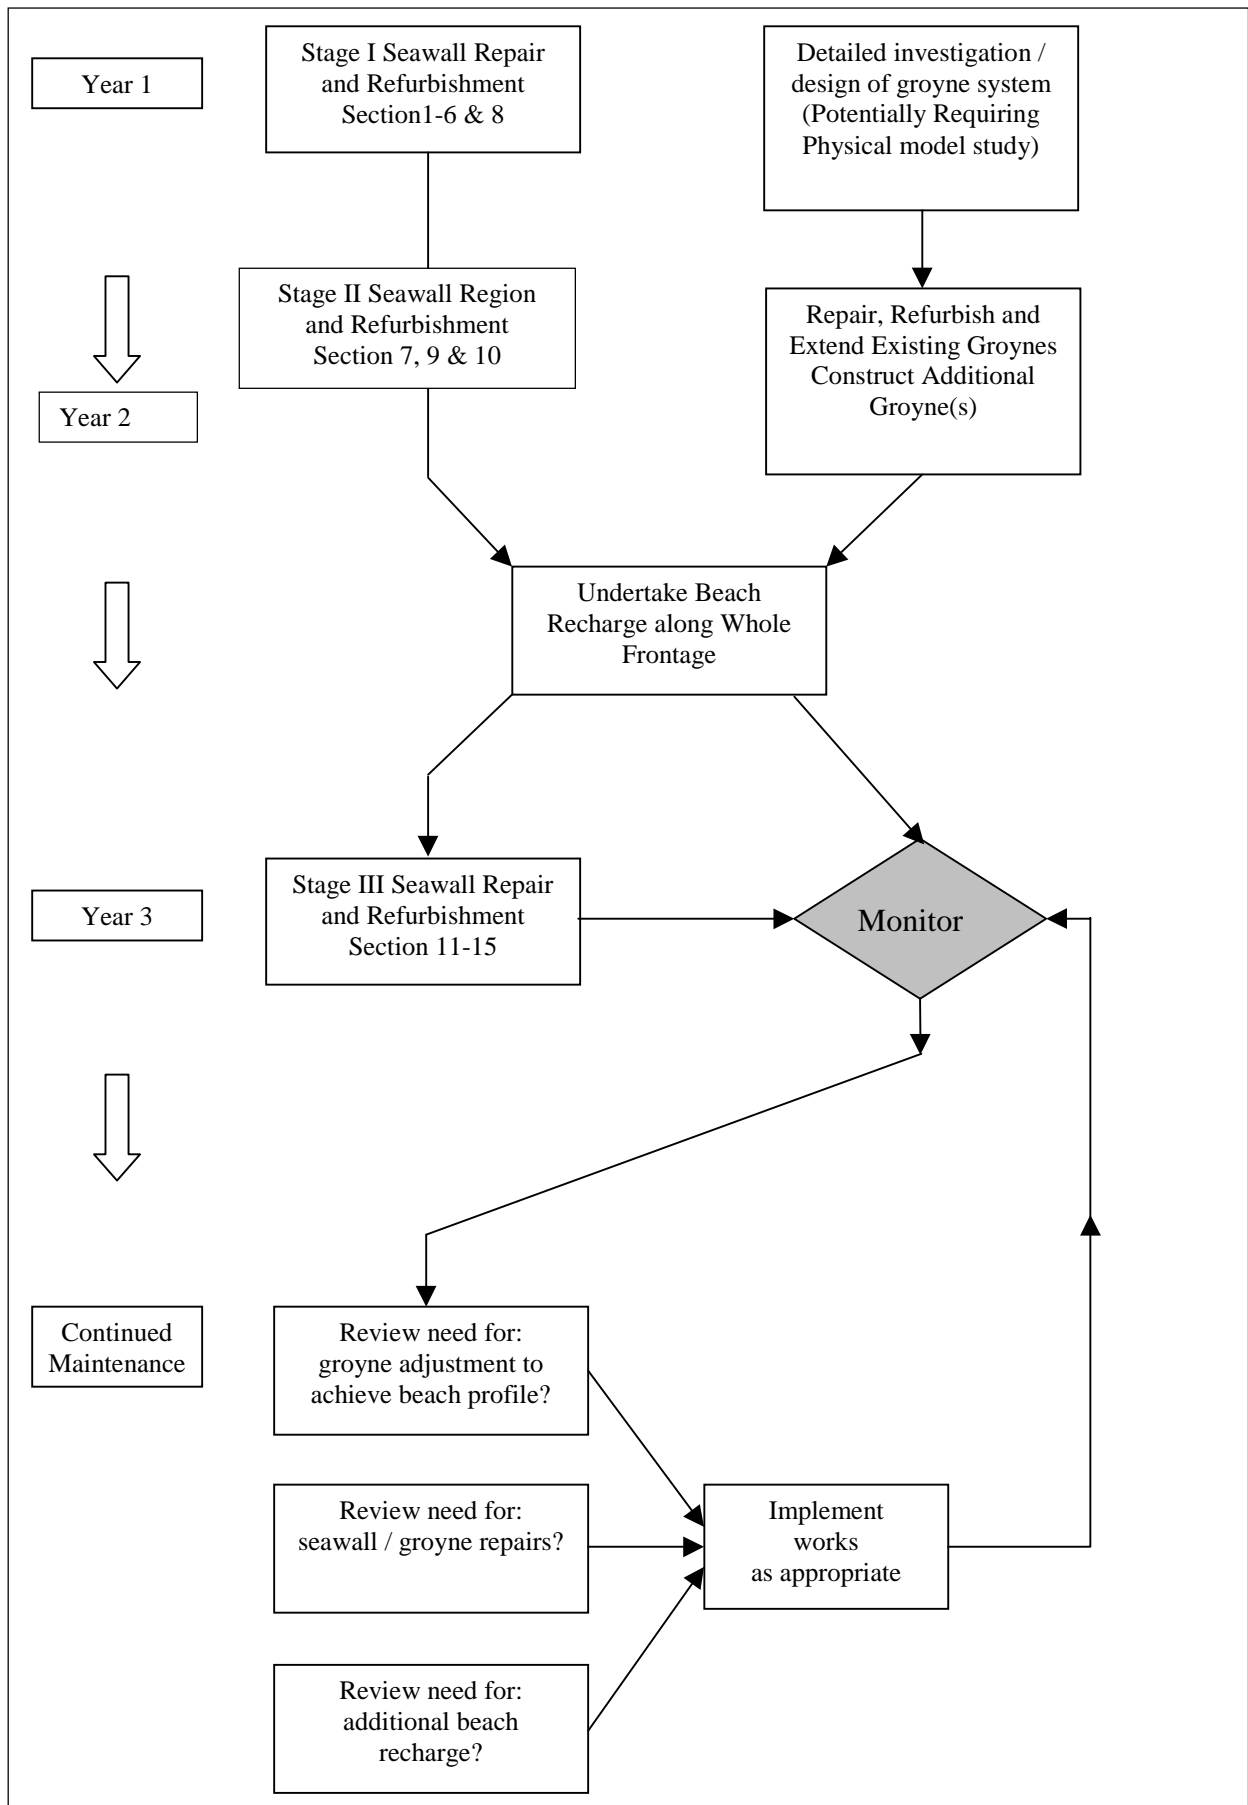 Year 1
Stage I Seawall Repair
and Refurbishment
Section1-6 & 8
Detailed investigation /
design of groyne system
(Potentially Requiring
Physical model study)
Stage II Seawall Region
and Refurbishment
Section 7, 9 & 10
Repair, Refurbish and
Extend Existing Groynes
Construct Additional
Groyne(s)
Year 2
Undertake Beach
Recharge along Whole
Frontage
Year 3
Stage III Seawall Repair
and Refurbishment
Section 11-15
Monitor
Continued
Maintenance
Review need for:
groyne adjustment to
achieve beach profile?
Review need for:
seawall / groyne repairs?
Implement
works
as appropriate
Review need for:
additional beach
recharge?